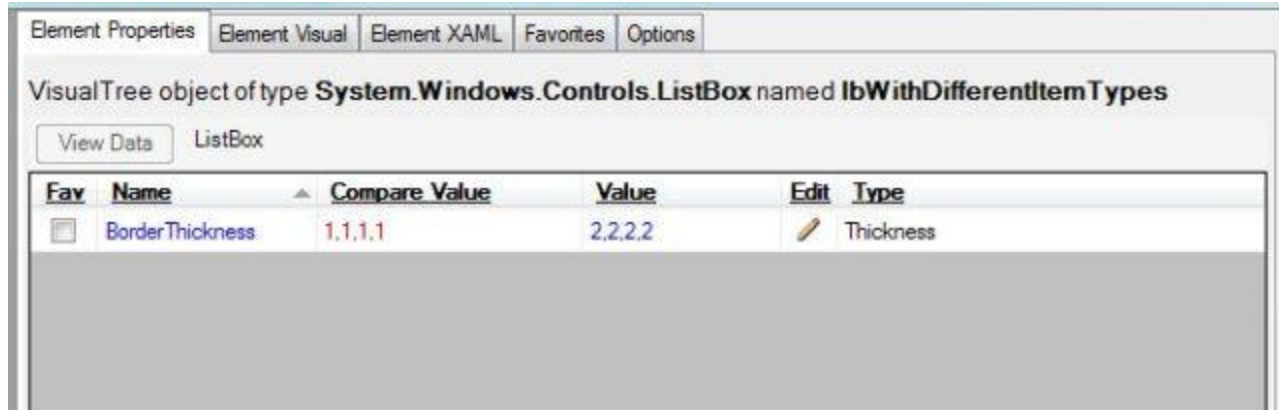 Element Properties Element Visual Element XAML Favorites Options
VisualTree object of type System.Windows.Controls.ListBox named lbWithDifferentItemTypes
View Data ListBox
Fav Name Compare Value Value Edit Type
BorderThickness 1,1,1,1 2,2,2,2 Thickness